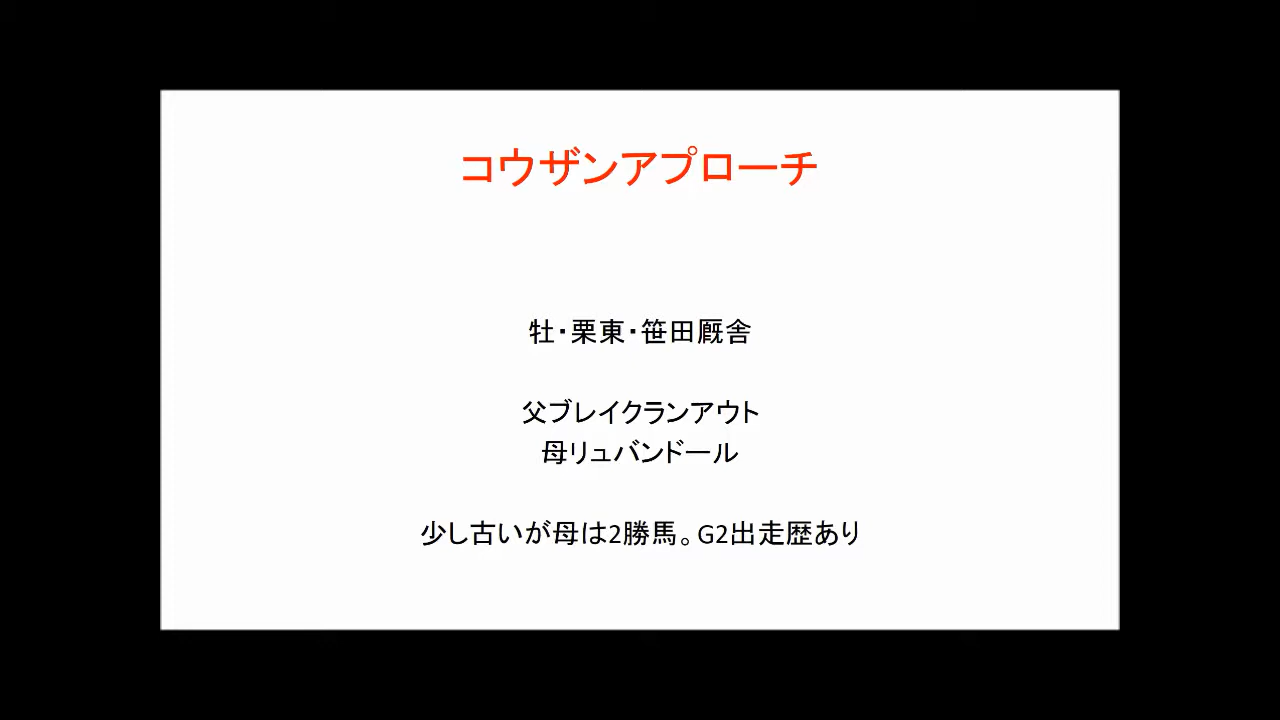 コウザンアプローチ
牡・栗東・笹田厩舎
父ブレイクランアウト
母リュバンドール
少し古いが母は2勝馬。G2出走歴あり